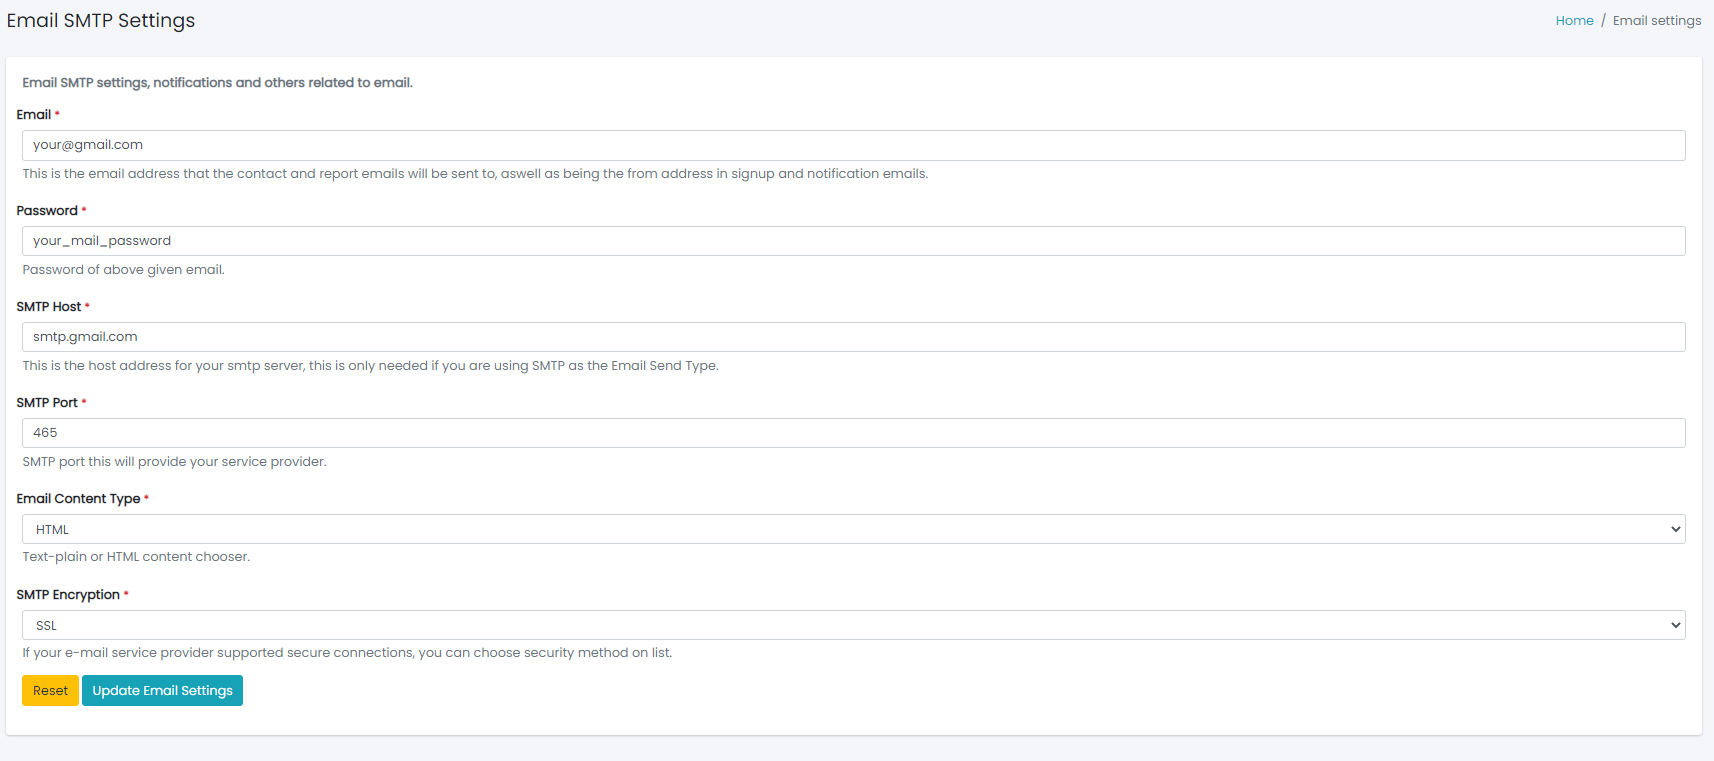 Email SMTP Settings
Home / Email settings
Email SMTP settings, notifications and others related to email.
Email *
your@gmail.com
This is the email address that the contact and report emails will be sent to, aswell as being the from address in signup and notification emails.
Password *
your_mail_password
Password of above given email.
SMTP Host *
smtp.gmail.com
This is the host address for your smtp server, this is only needed if you are using SMTP as the Email Send Type.
SMTP Port *
465
SMTP port this will provide your service provider.
Email Content Type *
HTML
Text-plain or HTML content chooser.
SMTP Encryption *
SSL
If your e-mail service provider supported secure connections, you can choose security method on list.
Reset Update Email Settings